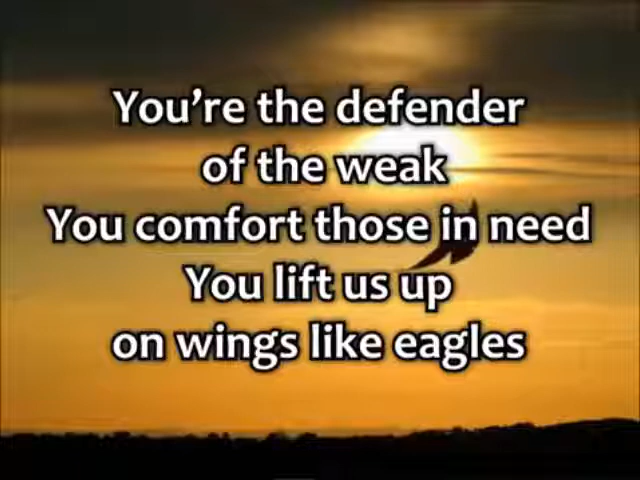 You’re the defender
of the weak
You comfort those in need
You lift us up
on wings like eagles